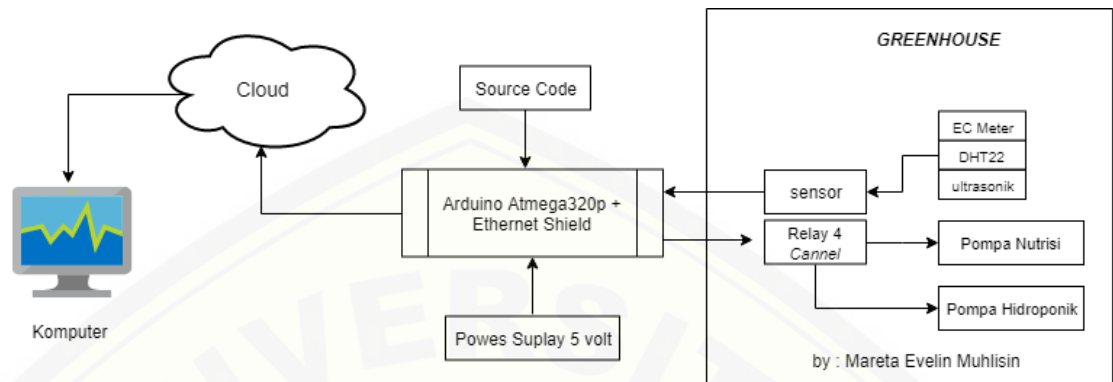 GREENHOUSE
Cloud
Source Code
EC Meter
DHT22
ultrasonik
sensor
Arduino Atmega320p +
Ethernet Shield
Relay 4
Cannel
Pompa Nutrisi
Pompa Hidroponik
Komputer
Powes Suplay 5 volt
by : Mareta Evelin Muhlisin